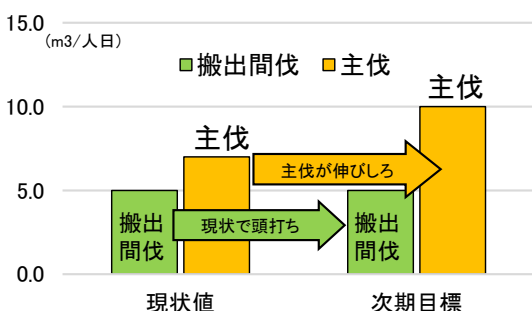 15.0
(m3/人日)
■搬出間伐 ■主伐
10.0
5.0
0.0
主伐
主伐
主伐が伸びしろ
現状で頭打ち
搬出
間伐
搬出
間伐
現状値 次期目標